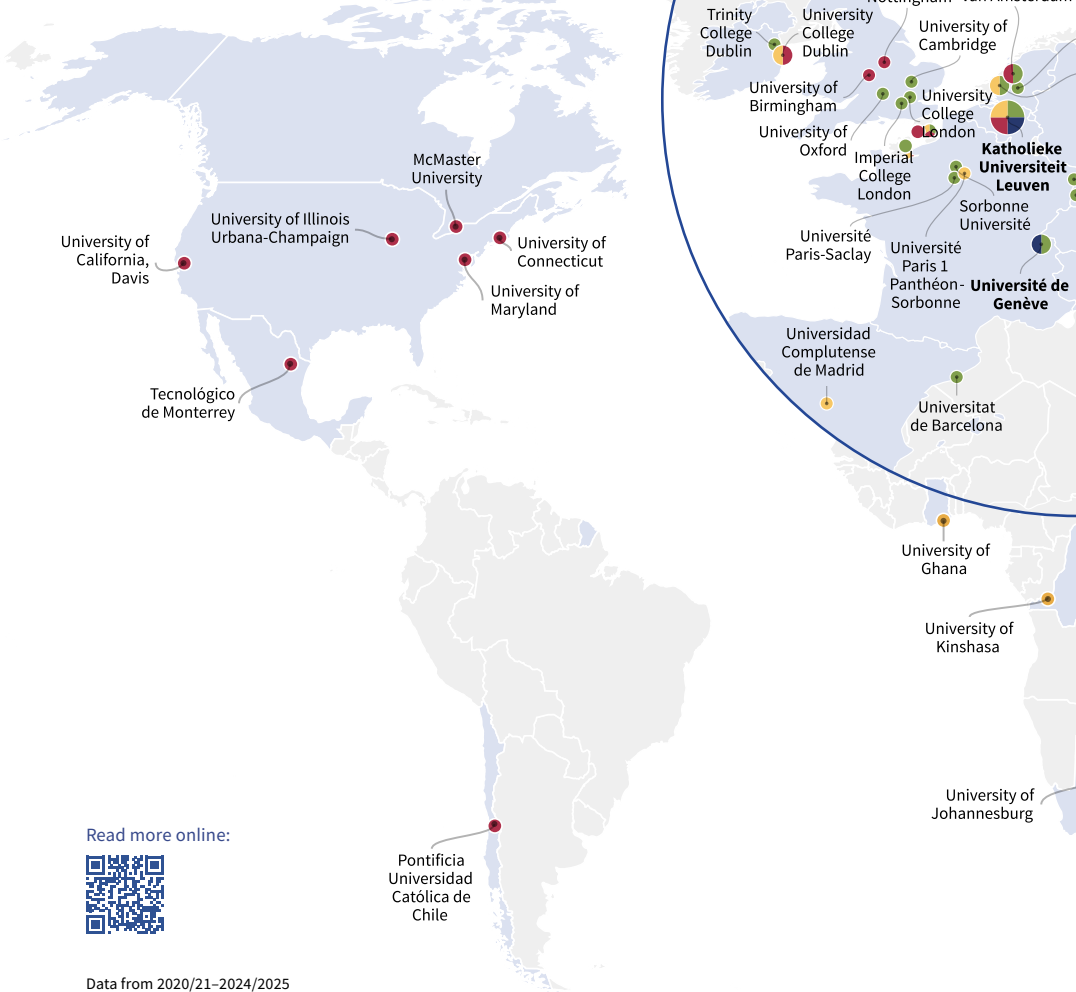 McMaster
University
University of Illinois
Urbana-Champaign
University of
California,
Davis
University of
Connecticut
University of
Maryland
Tecnológico
de Monterrey
Trinity
College
Dublin
University
College
Dublin
University of
Cambridge
University of
Birmingham
University
College
London
University of
Oxford
Imperial
College
London
Katholieke
Universiteit
Leuven
Sorbonne
Université
Université
Paris-Saclay
Université
Paris 1
Panthéon-
Sorbonne
Université de
Genève
Universidad
Complutense
de Madrid
Universitat
de Barcelona
University of
Ghana
University of
Kinshasa
University of
Johannesburg
Pontificia
Universidad
Católica de
Chile
Read more online:
Data from 2020/21–2024/2025